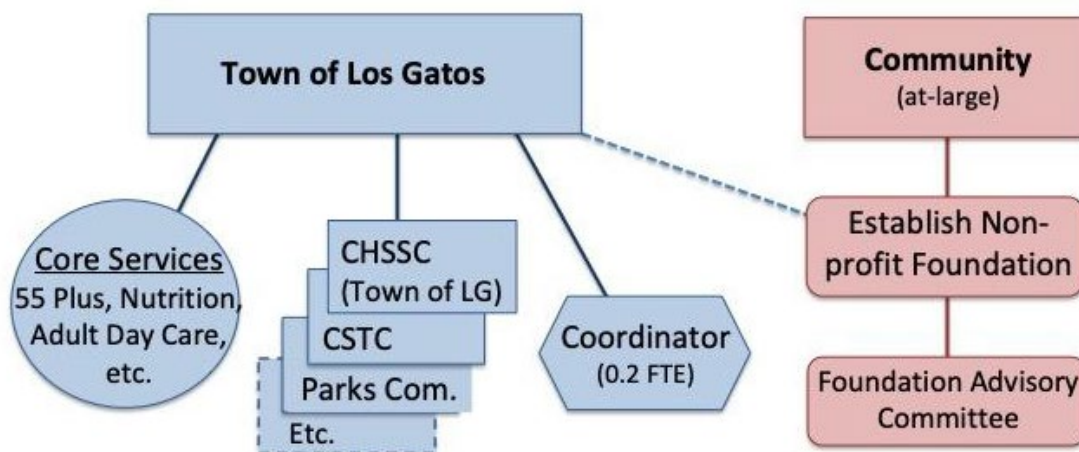 Town of Los Gatos
Community
(at-large)
Core Services
55 Plus, Nutrition,
Adult Day Care,
etc.
CHSSC
(Town of LG)
CSTC
Parks Com.
Etc.
Coordinator
(0.2 FTE)
Establish Non-
profit Foundation
Foundation Advisory
Committee